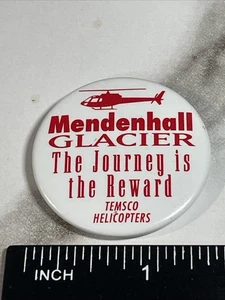 Mendenhall
GLACIER
The Journey is
the Reward
TEMSCO
HELICOPTERS
INCH 1